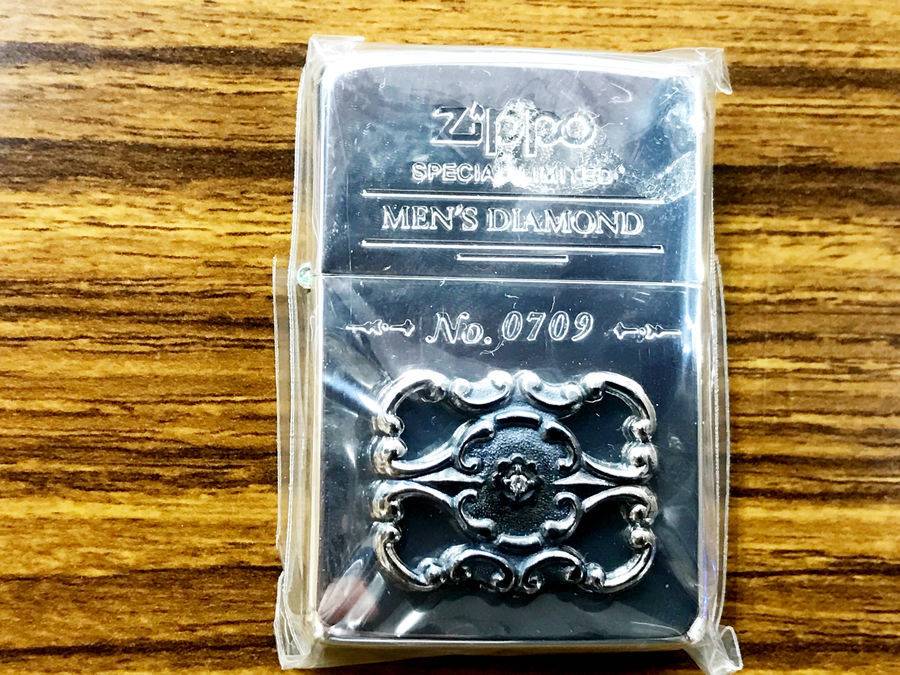 Zippo
SPECIAL LIMITED
MEN'S DIAMOND
No. 0709